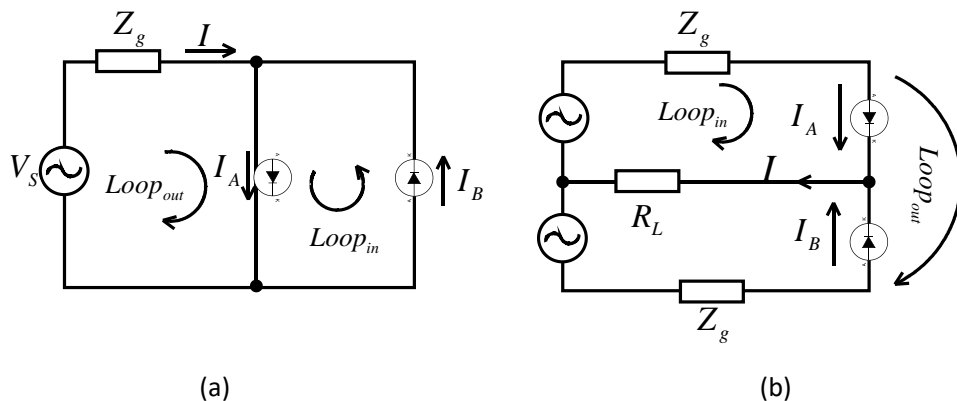 Z_g
I
V_S
Loop_out
I_A
Loop_in
I_B
(a)
Z_g
Loop_in
I_A
Loop_out
I
R_L
I_B
Z_g
(b)